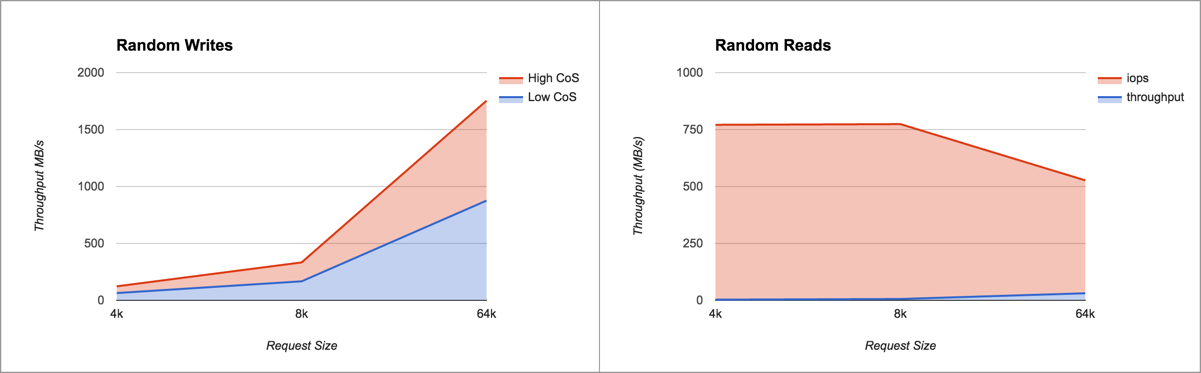 Random Writes
2000
1500
1000
500
0
Throughput MB/s
4k
8k
64k
Request Size
High CoS
Low CoS
Random Reads
1000
750
500
250
0
Throughput (MB/s)
4k
8k
64k
Request Size
iops
throughput